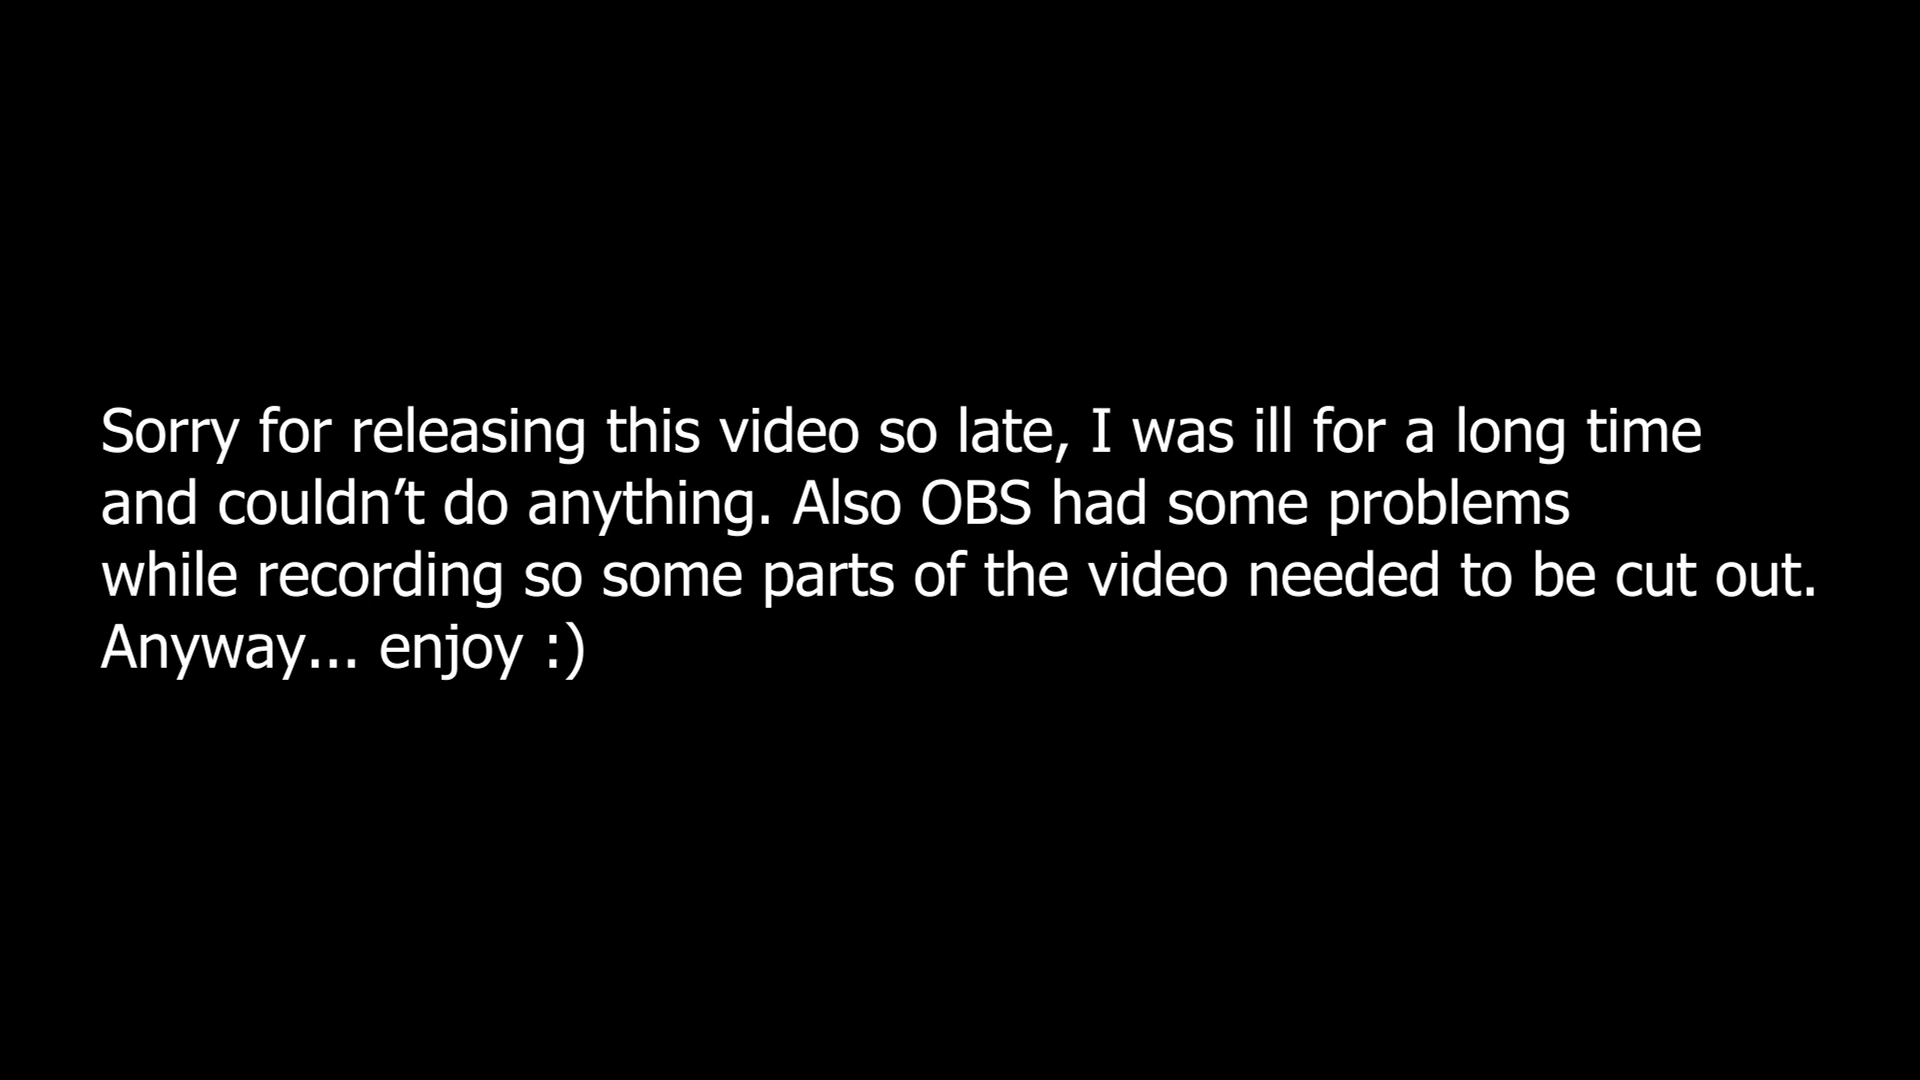 Sorry for releasing this video so late, I was ill for a long time
and couldn’t do anything. Also OBS had some problems
while recording so some parts of the video needed to be cut out.
Anyway... enjoy :)